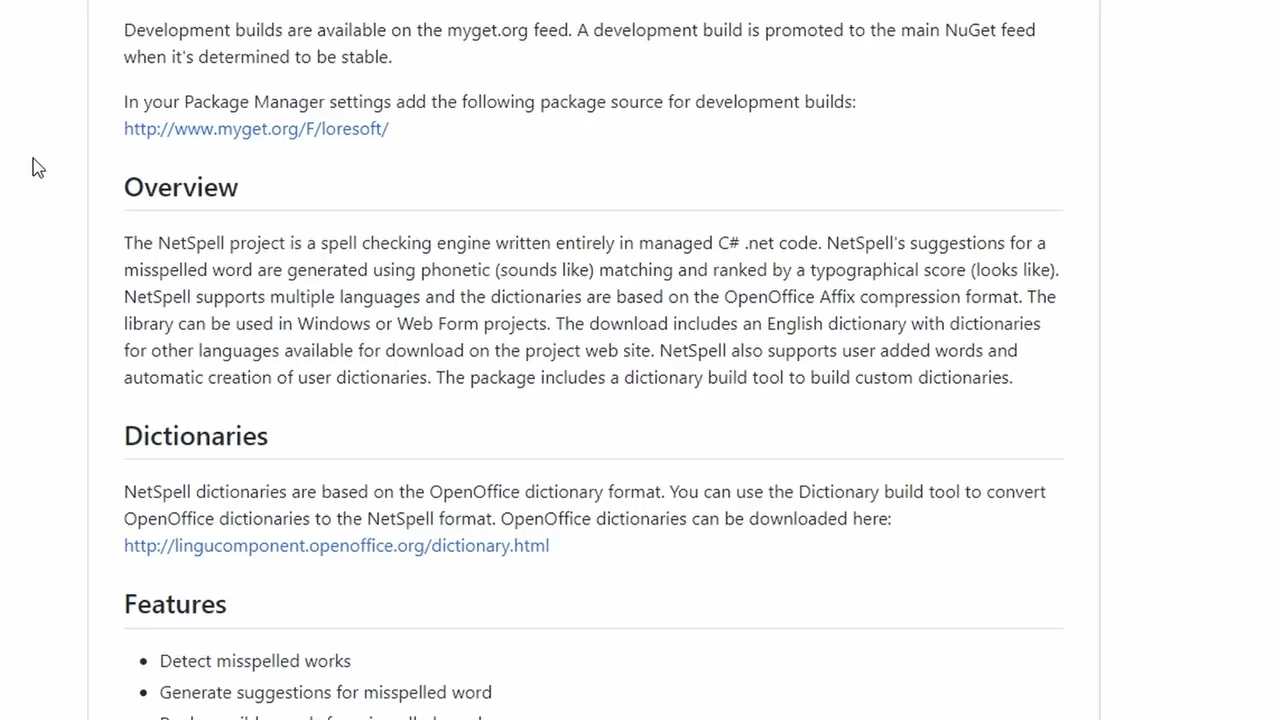 Development builds are available on the myget.org feed. A development build is promoted to the main NuGet feed
when it's determined to be stable.
In your Package Manager settings add the following package source for development builds:
http://www.myget.org/F/loresoft/
Overview
The NetSpell project is a spell checking engine written entirely in managed C# .net code. NetSpell's suggestions for a
misspelled word are generated using phonetic (sounds like) matching and ranked by a typographical score (looks like).
NetSpell supports multiple languages and the dictionaries are based on the OpenOffice Affix compression format. The
library can be used in Windows or Web Form projects. The download includes an English dictionary with dictionaries
for other languages available for download on the project web site. NetSpell also supports user added words and
automatic creation of user dictionaries. The package includes a dictionary build tool to build custom dictionaries.
Dictionaries
NetSpell dictionaries are based on the OpenOffice dictionary format. You can use the Dictionary build tool to convert
OpenOffice dictionaries to the NetSpell format. OpenOffice dictionaries can be downloaded here:
http://lingucomponent.openoffice.org/dictionary.html
Features
• Detect misspelled works
• Generate suggestions for misspelled word